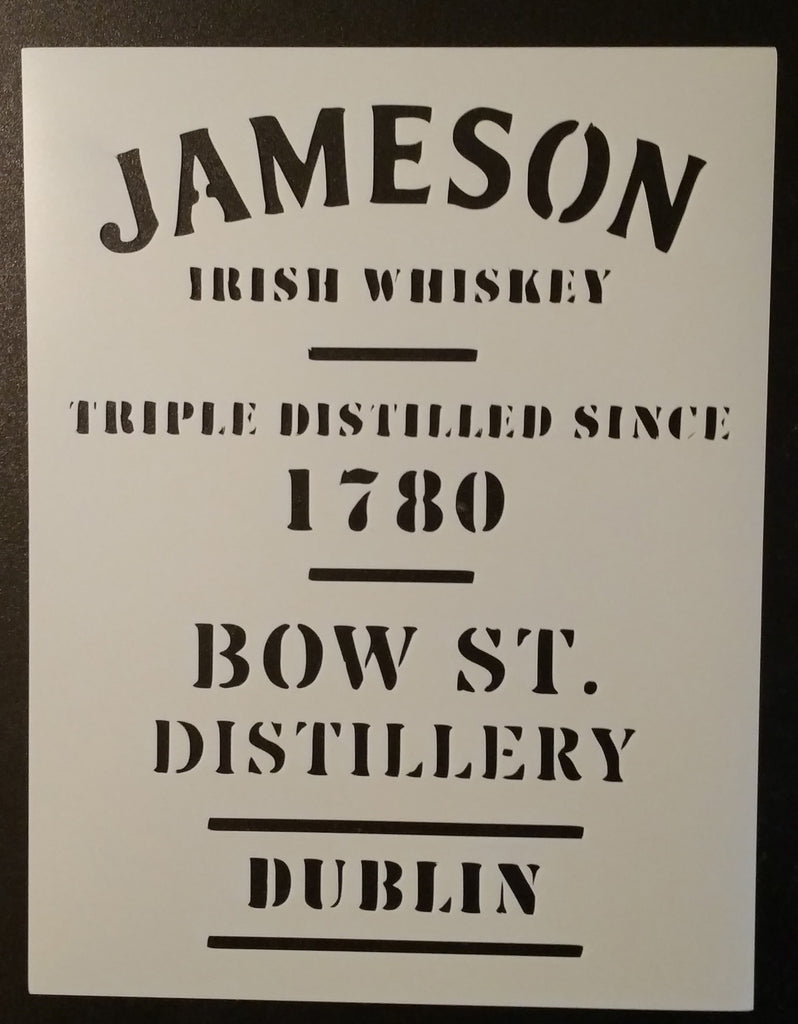 JAMESON
IRISH WHISKEY
TRIPLE DISTILLED SINCE
1780
BOW ST.
DISTILLERY
DUBLIN